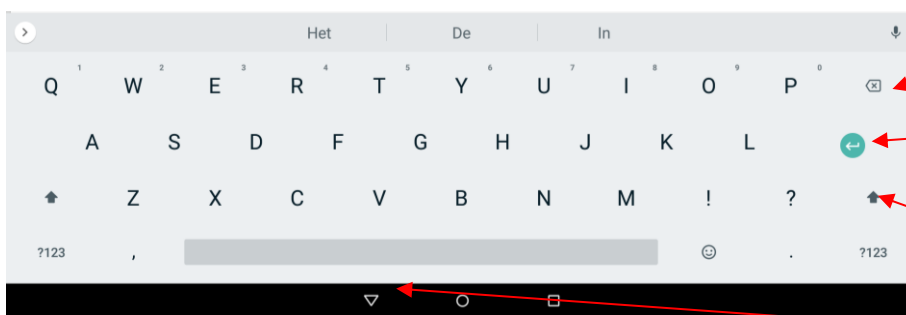 Het De In
1 2 3 4 5 6 7 8 9 0
Q W E R T Y U I O P
A S D F G H J K L
Z X C V B N M ! ?
?123 , . ?123